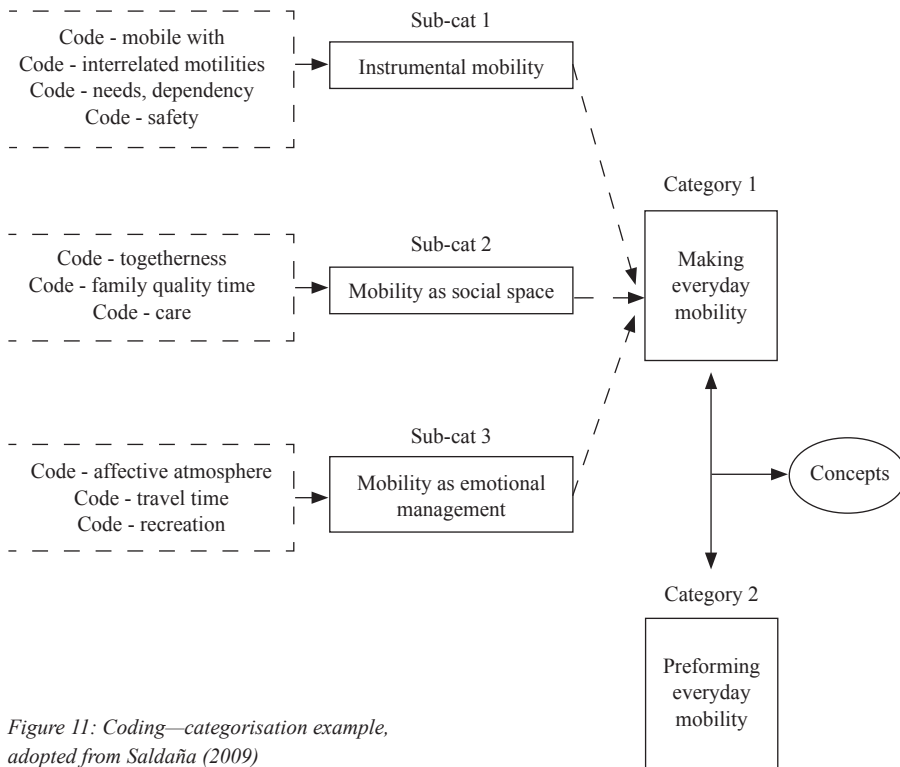 Code - mobile with
Code - interrelated motilities
Code - needs, dependency
Code - safety
Sub-cat 1
Instrumental mobility
Code - togetherness
Code - family quality time
Code - care
Sub-cat 2
Mobility as social space
Code - affective atmosphere
Code - travel time
Code - recreation
Sub-cat 3
Mobility as emotional
management
Category 1
Making
everyday
mobility
Concepts
Category 2
Preforming
everyday
mobility
Figure 11: Coding—categorisation example,
adopted from Saldaña (2009)